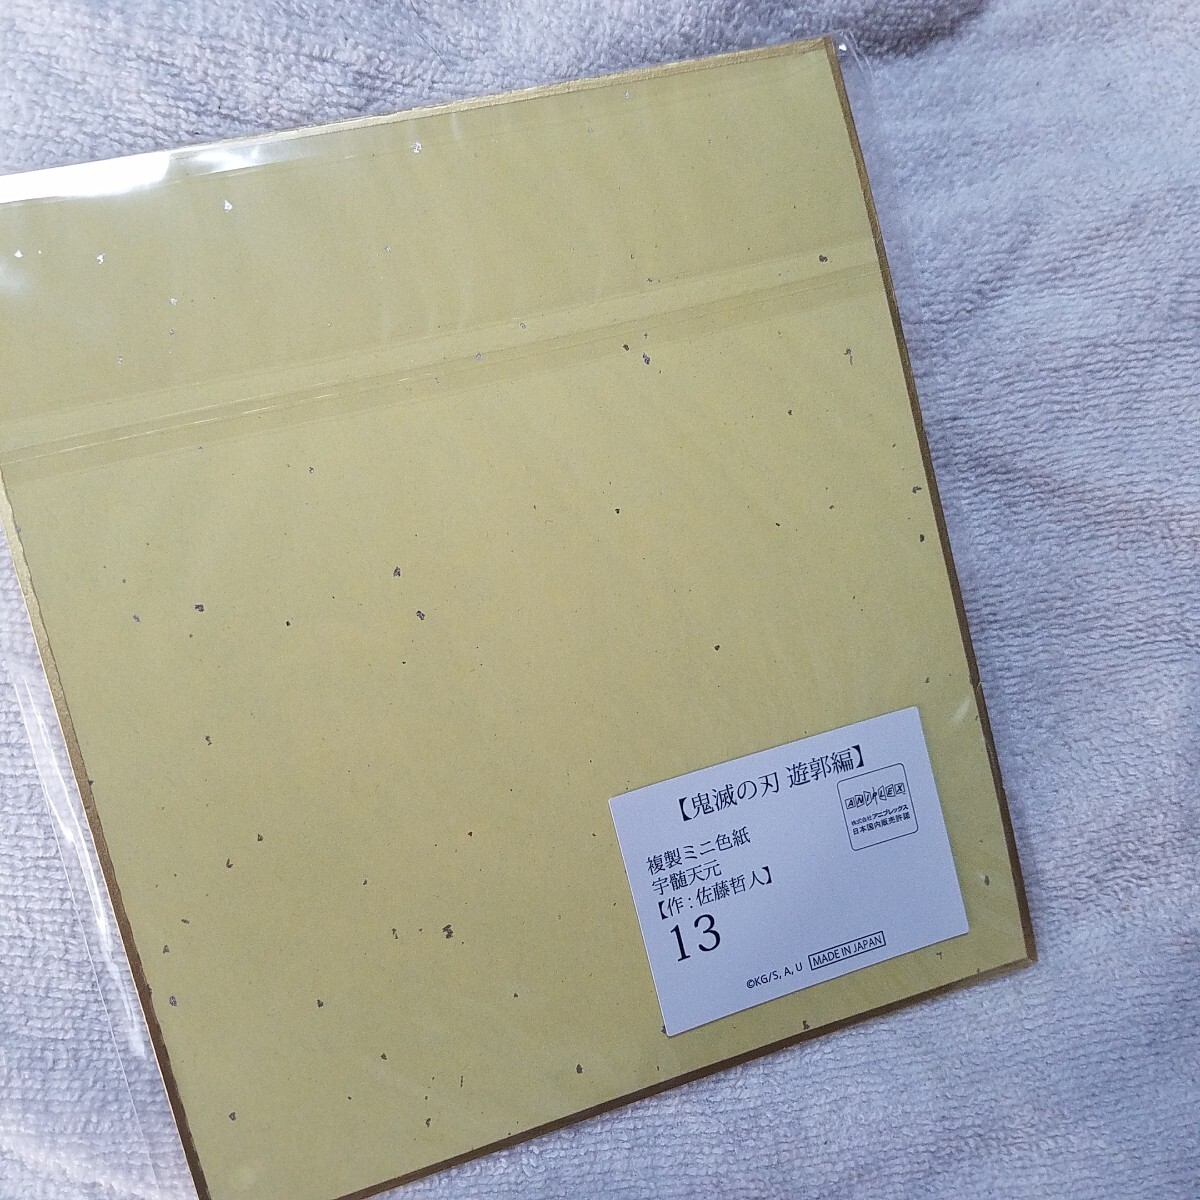 【鬼滅の刃 遊郭編】
ANIPLEX
株式会社アニプレックス
日本国内販売許諾
複製ミニ色紙
宇髄天元
【作:佐藤哲人】
13
©KG/S, A, U
MADE IN JAPAN